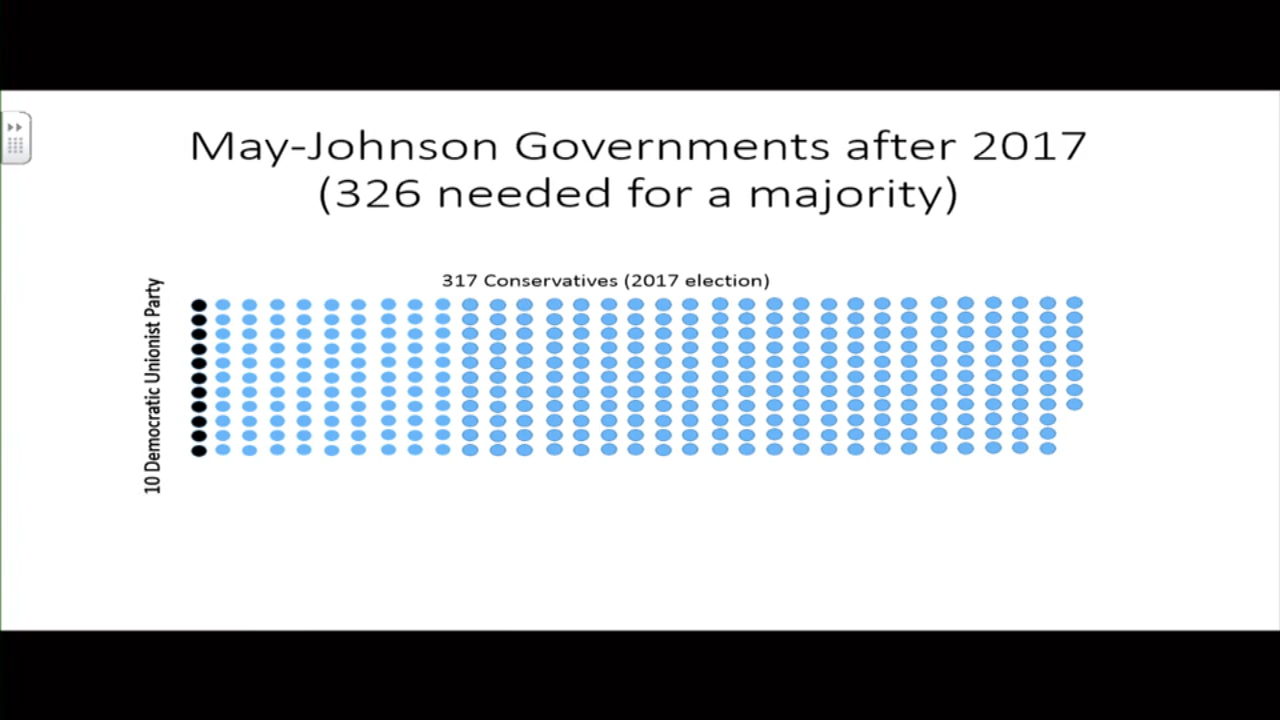 May-Johnson Governments after 2017
(326 needed for a majority)
317 Conservatives (2017 election)
10 Democratic Unionist Party